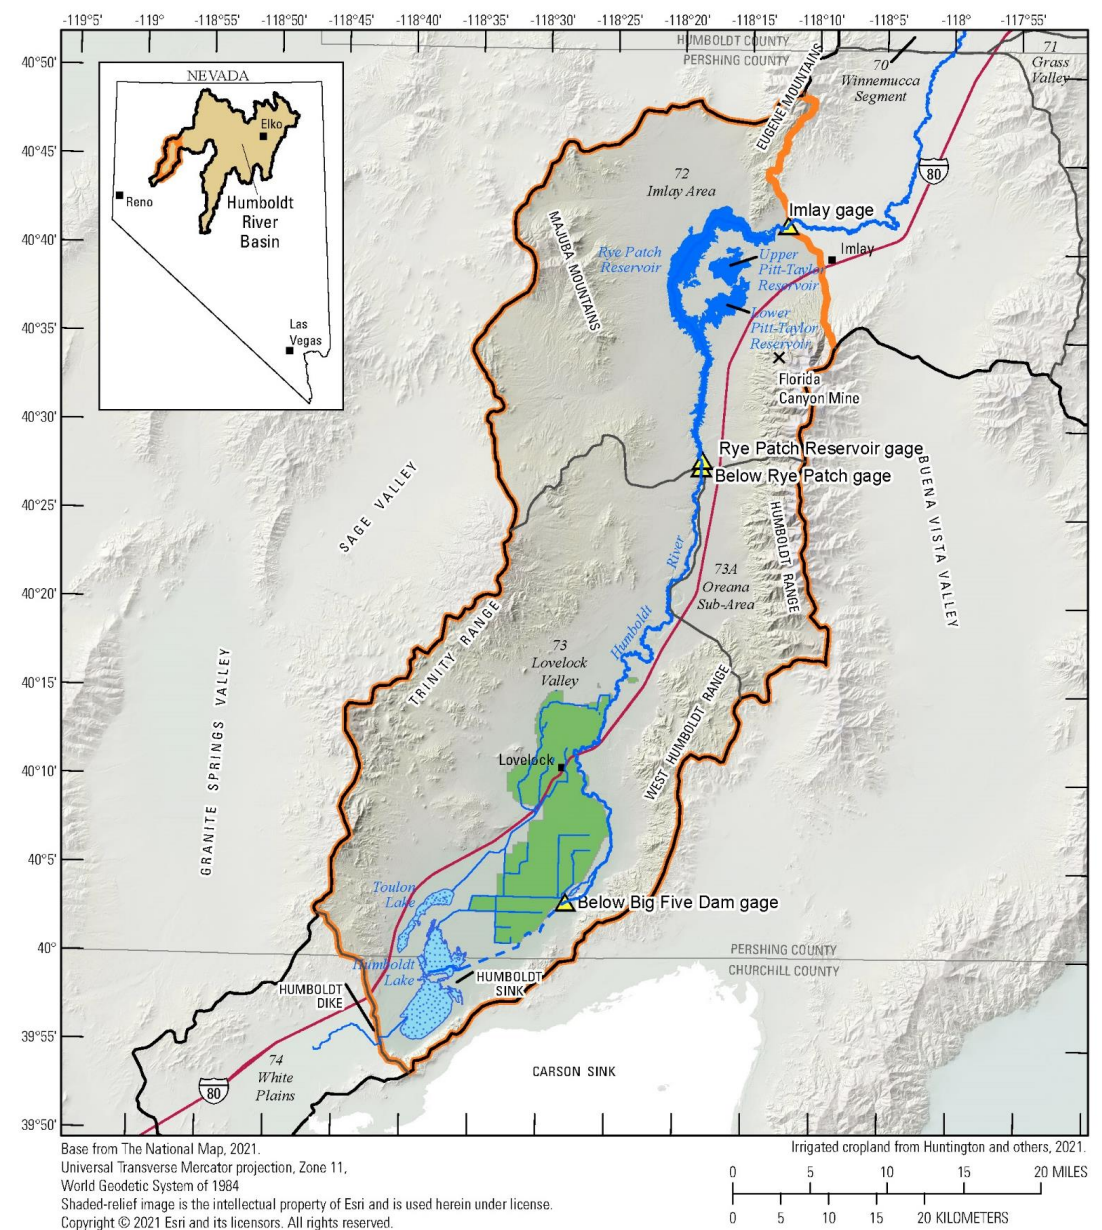 -119°5' -119° -118°50' -118°45' -118°40' -118°35' -118°30' -118°25' -118°20' -118°15' -118°10' -118°5' -118° -117°55'
40°50'
40°45'
40°40'
40°35'
40°30'
40°25'
40°20'
40°15'
40°10'
40°5'
40°
39°55'
39°50'
NEVADA
Elko
Reno
Humboldt
River
Basin
Las
Vegas
HUMBOLDT COUNTY
PERSHING COUNTY
EUGENE MOUNTAINS
70
Winnemucca
Segment
71
Grass
Valley
80
72
Imlay Area
Imlay gage
Imlay
MAJUBA MOUNTAINS
Rye Patch
Reservoir
Upper
Pitt-Taylor
Reservoir
Lower
Pitt-Taylor
Reservoir
Florida
Canyon Mine
Rye Patch Reservoir gage
Below Rye Patch gage
BUENA VISTA VALLEY
SAGE VALLEY
HUMBOLDT RANGE
Humboldt River
73A
Oreana
Sub-Area
TRINITY RANGE
73
Lovelock
Valley
WEST HUMBOLDT RANGE
GRANITE SPRINGS VALLEY
Lovelock
Toulon
Lake
Below Big Five Dam gage
PERSHING COUNTY
CHURCHILL COUNTY
Humboldt
Lake
HUMBOLDT
SINK
HUMBOLDT
DIKE
74
White
Plains
80
CARSON SINK
Base from The National Map, 2021.
Universal Transverse Mercator projection, Zone 11,
World Geodetic System of 1984
Shaded-relief image is the intellectual property of Esri and is used herein under license.
Copyright © 2021 Esri and its licensors. All rights reserved.
Irrigated cropland from Huntington and others, 2021.
0 5 10 15 20 MILES
0 5 10 15 20 KILOMETERS